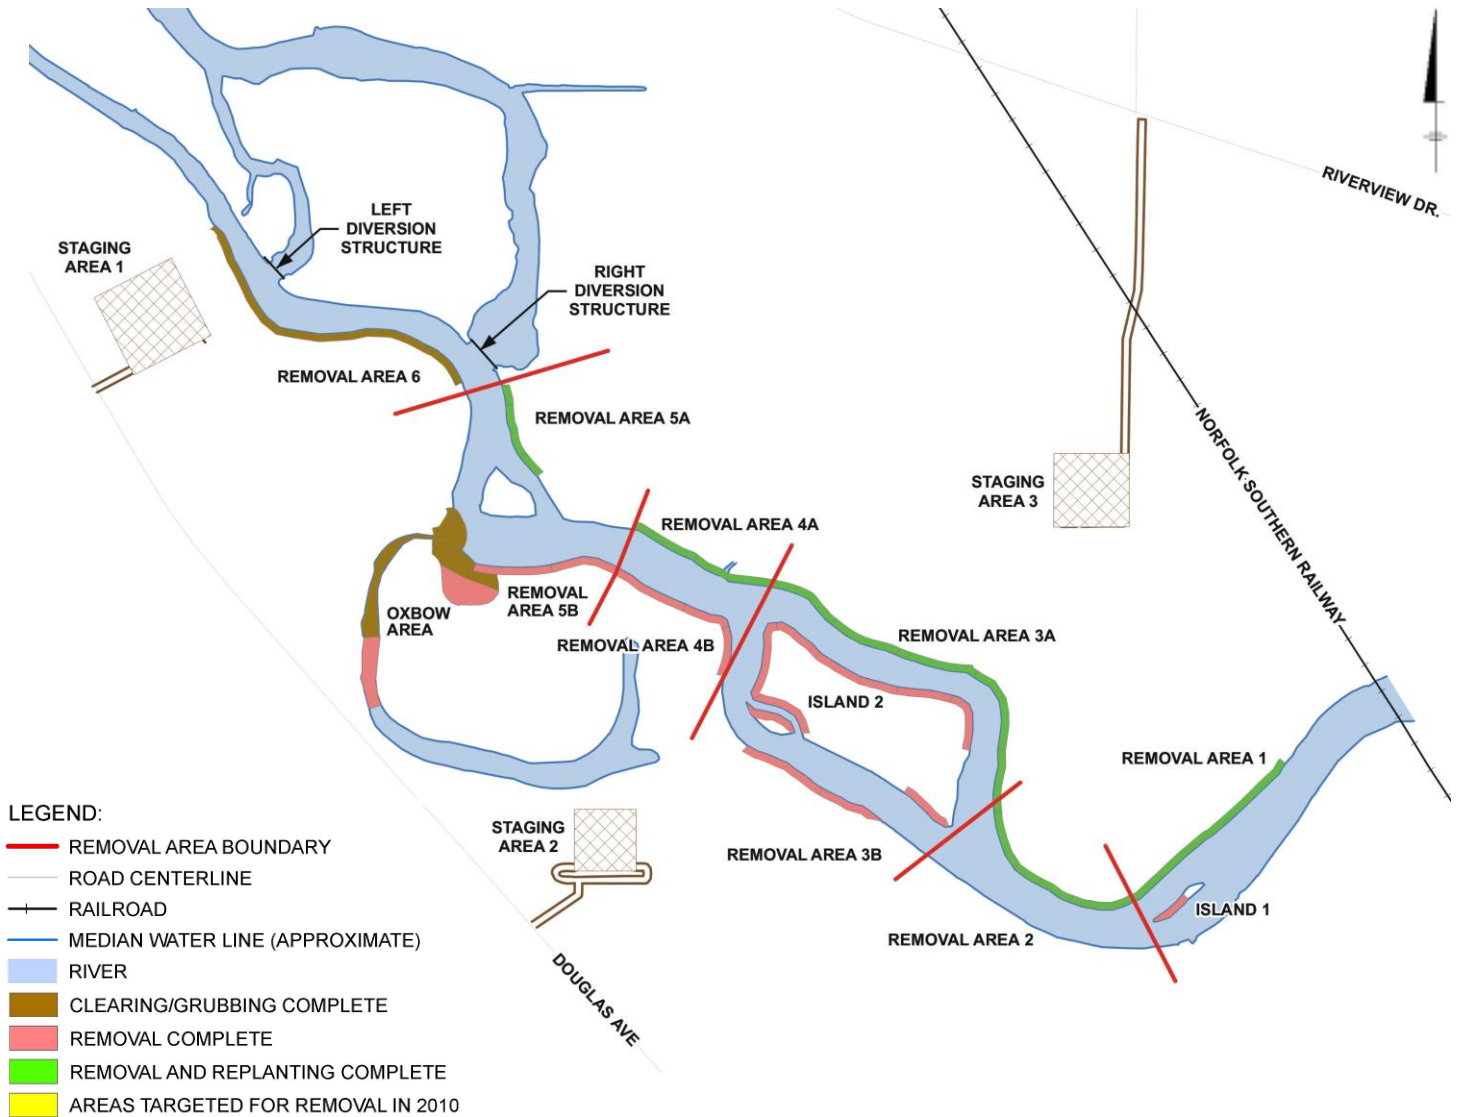 RIVERVIEW DR.
LEFT
DIVERSION
STRUCTURE
STAGING
AREA 1
RIGHT
DIVERSION
STRUCTURE
REMOVAL AREA 6
REMOVAL AREA 5A
NORFOLK SOUTHERN RAILWAY
STAGING
AREA 3
REMOVAL AREA 4A
REMOVAL
AREA 5B
OXBOW
AREA
REMOVAL AREA 4B
REMOVAL AREA 3A
ISLAND 2
REMOVAL AREA 1
STAGING
AREA 2
REMOVAL AREA 3B
ISLAND 1
REMOVAL AREA 2
DOUGLAS AVE
LEGEND:
REMOVAL AREA BOUNDARY
ROAD CENTERLINE
RAILROAD
MEDIAN WATER LINE (APPROXIMATE)
RIVER
CLEARING/GRUBBING COMPLETE
REMOVAL COMPLETE
REMOVAL AND REPLANTING COMPLETE
AREAS TARGETED FOR REMOVAL IN 2010